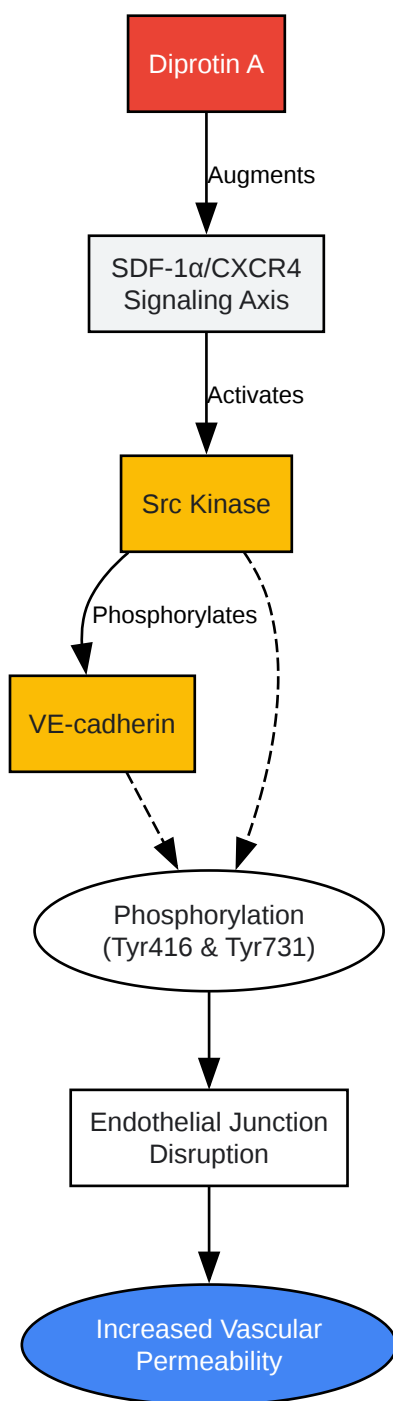 Diprotin A
Augments
SDF-1α/CXCR4
Signaling Axis
Activates
Src Kinase
Phosphorylates
VE-cadherin
Phosphorylation
(Tyr416 & Tyr731)
Endothelial Junction
Disruption
Increased Vascular
Permeability